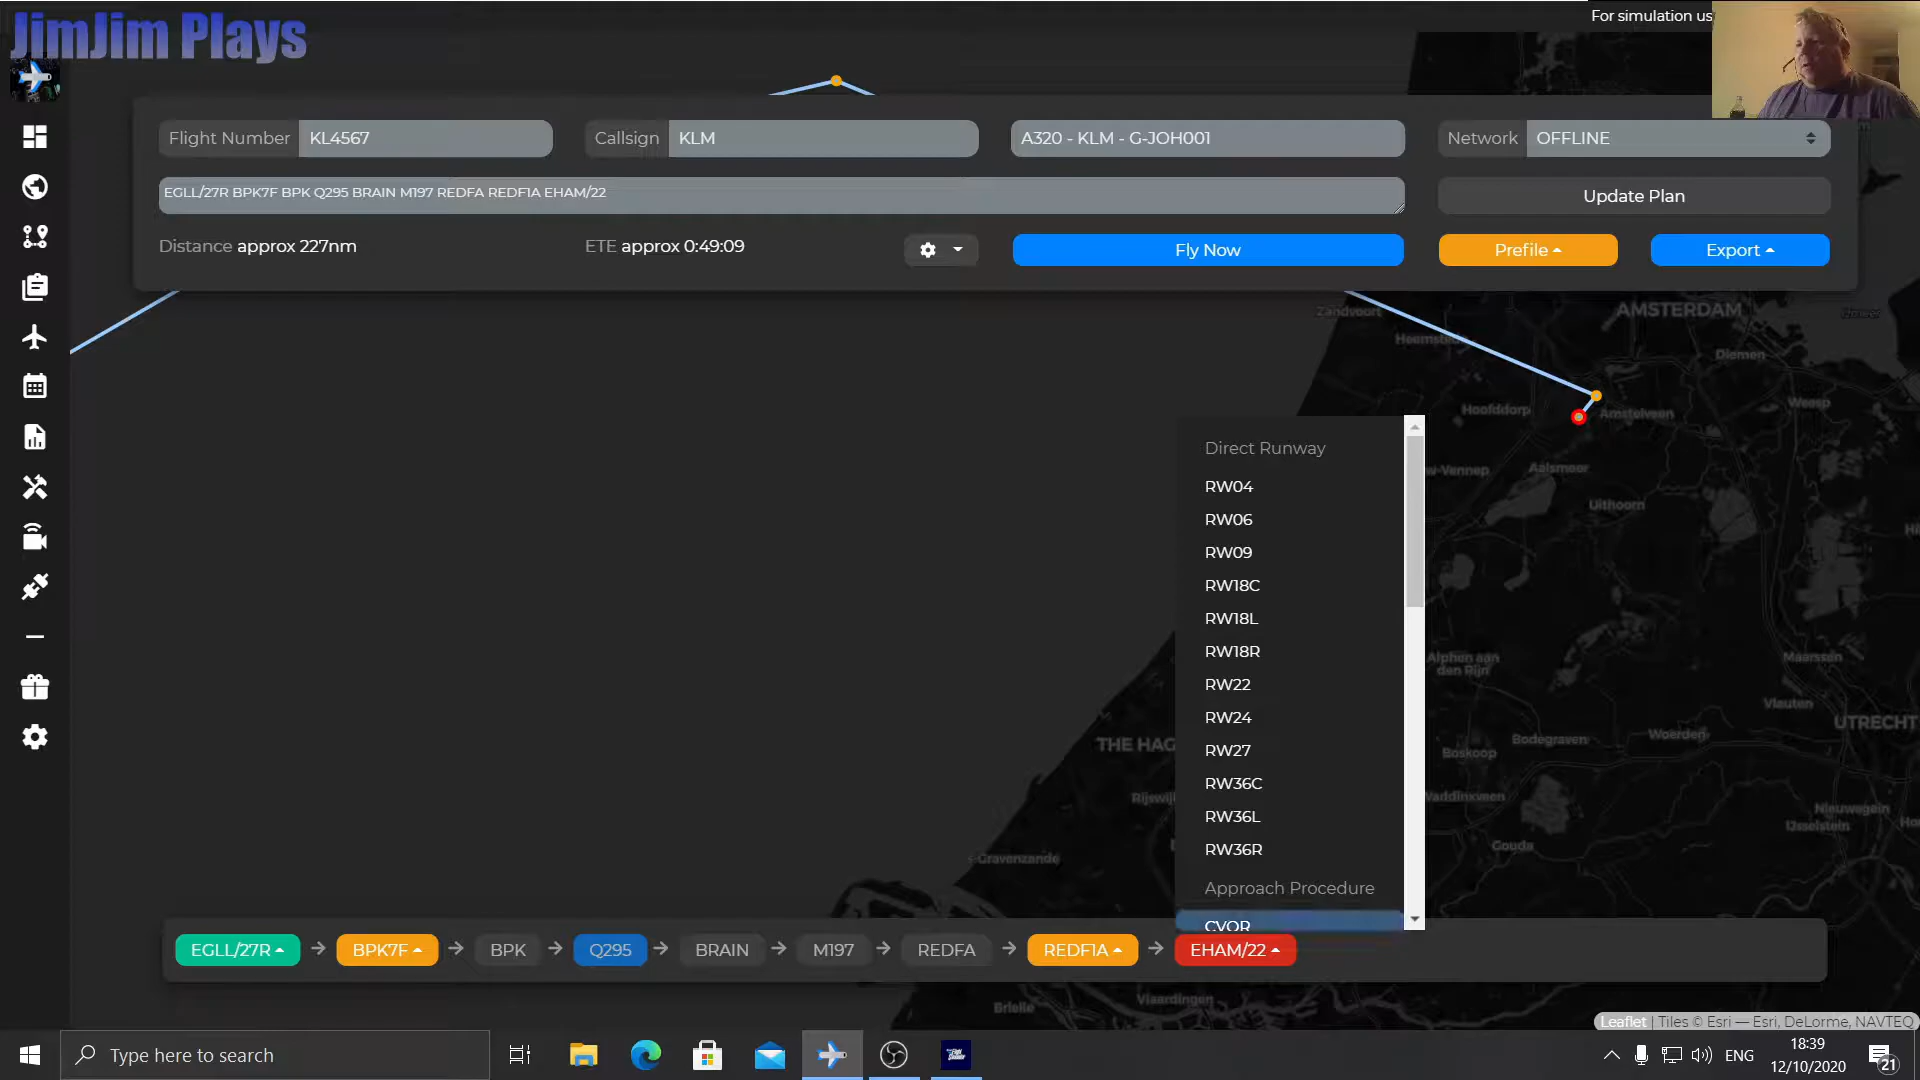 JimJim Plays
For simulation us
Flight Number KL4567
Callsign KLM
A320 - KLM - G-JOH001
Network OFFLINE
EGLL/27R BPK7F BPK Q295 BRAIN M197 REDFA REDF1A EHAM/22
Update Plan
Distance approx 227nm
ETE approx 0:49:09
Fly Now
Prefile
Export
Zandvoort
AMSTERDAM
Heemsted
Diemen
Hoofddorp
Amstelveen
Weesp
w-Vennep
Aalsmeer
Uithoorn
Direct Runway
RW04
RW06
RW09
RW18C
RW18L
RW18R
RW22
RW24
RW27
RW36C
RW36L
RW36R
Approach Procedure
CVOR
Alphen aan
den Rijn
Maarssen
Vleuten
UTRECHT
THE HAG
Bodegraven
Woerden
Boskoop
Rijswij
Waddinxveen
Nieuwegein
IJsselstein
Gouda
's-Gravenzande
EGLL/27R
BPK7F
BPK
Q295
BRAIN
M197
REDFA
REDF1A
EHAM/22
Brielle
Vlaardingen
Leaflet | Tiles © Esri — Esri, DeLorme, NAVTEQ
Type here to search
ENG
18:39
12/10/2020
21